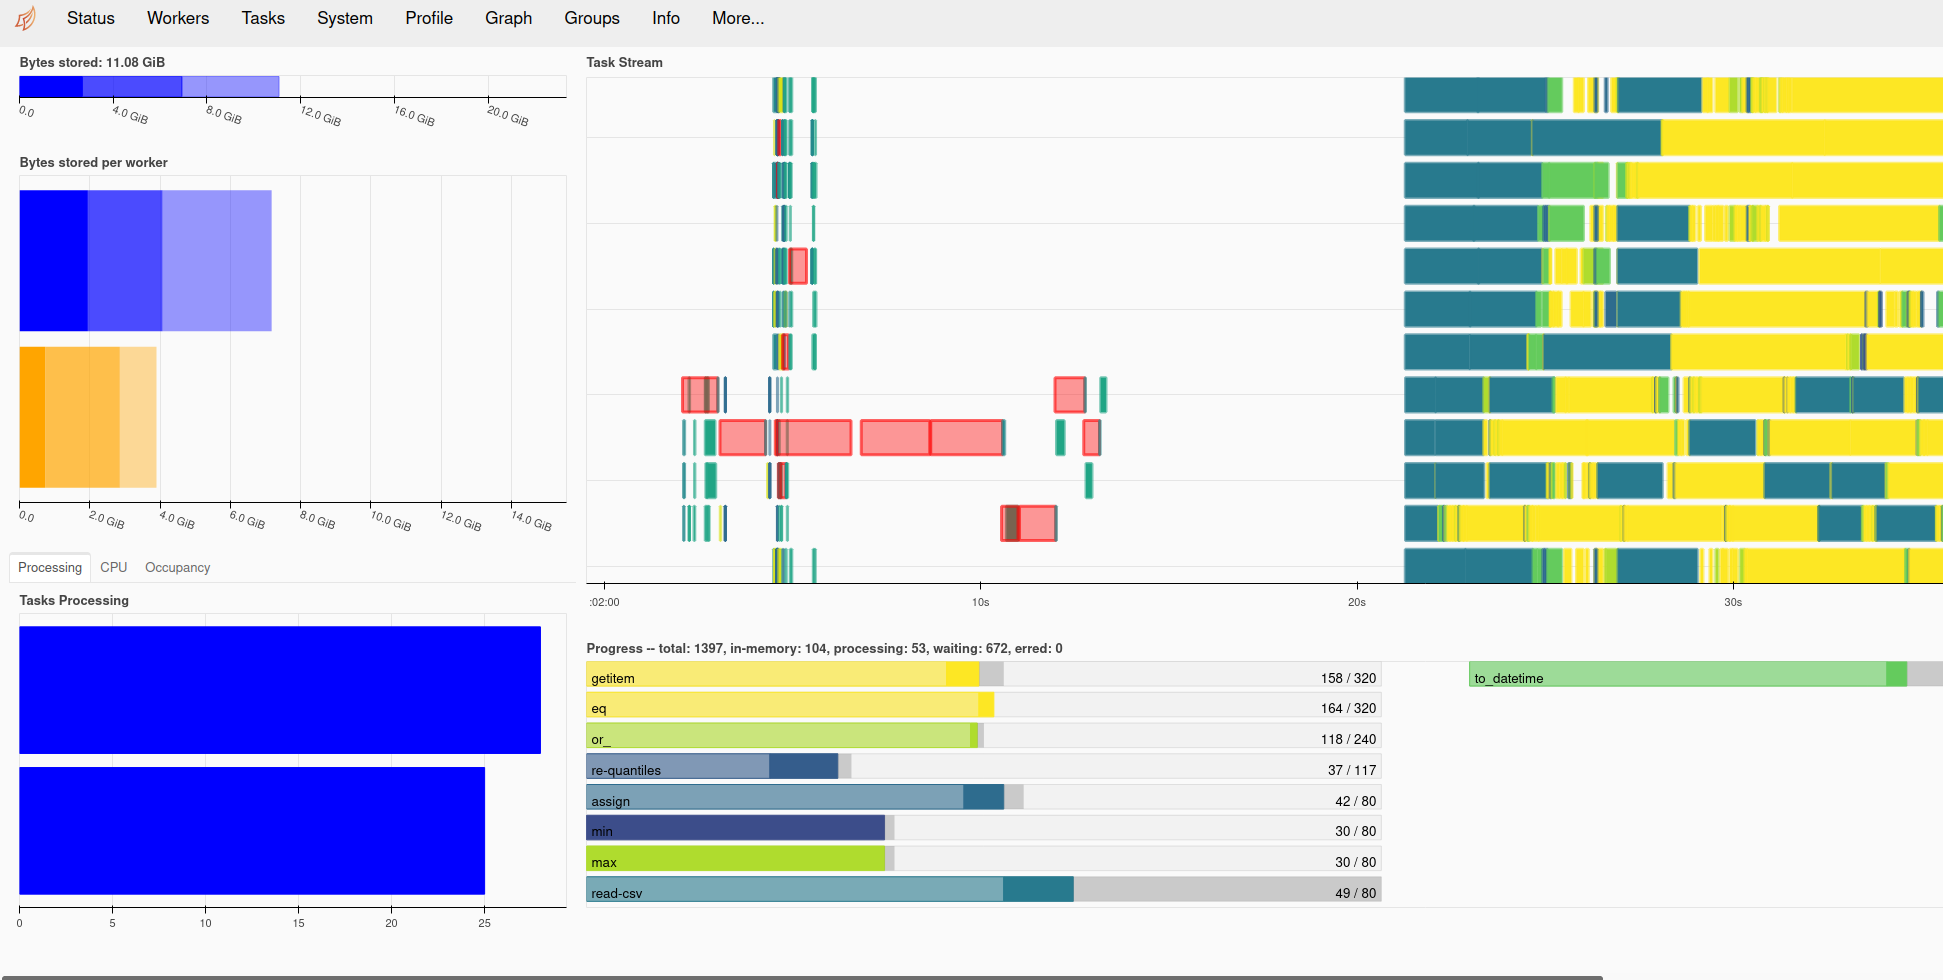 Status Workers Tasks System Profile Graph Groups Info More...
Bytes stored: 11.08 GiB
0.0 4.0 GiB 8.0 GiB 12.0 GiB 16.0 GiB 20.0 GiB
Bytes stored per worker
0.0 2.0 GiB 4.0 GiB 6.0 GiB 8.0 GiB 10.0 GiB 12.0 GiB 14.0 GiB
Processing CPU Occupancy
Tasks Processing
0 5 10 15 20 25
Task Stream
:02:00 10s 20s 30s
Progress -- total: 1397, in-memory: 104, processing: 53, waiting: 672, erred: 0
getitem 158 / 320
eq 164 / 320
or_ 118 / 240
re-quantiles 37 / 117
assign 42 / 80
min 30 / 80
max 30 / 80
read-csv 49 / 80
to_datetime